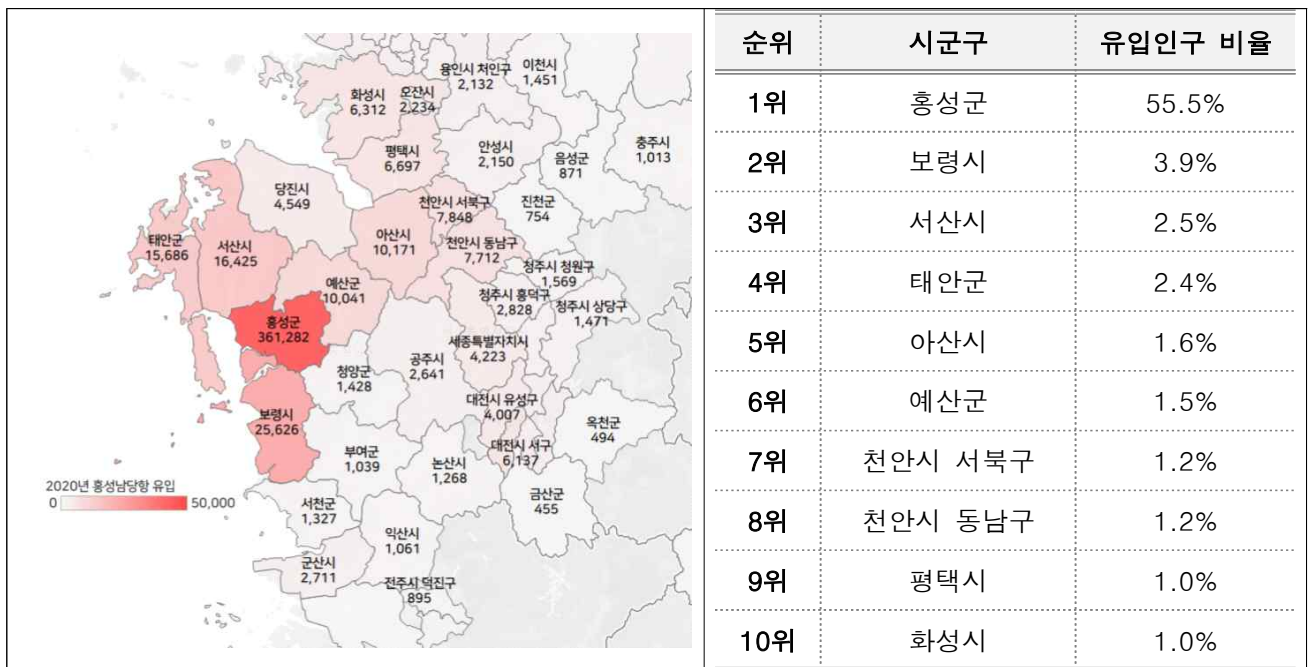 용인시 처인구
2,132
이천시
1,451
화성시
6,312
오산시
2,234
안성시
2,150
충주시
1,013
평택시
6,697
음성군
871
당진시
4,549
천안시 서북구
7,848
진천군
754
태안군
15,686
서산시
16,425
아산시
10,171
천안시 동남구
7,712
예산군
10,041
청주시 청원구
1,569
청주시 흥덕구
2,828
청주시 상당구
1,471
홍성군
361,282
세종특별자치시
4,223
공주시
2,641
청양군
1,428
대전시 유성구
4,007
보령시
25,626
옥천군
494
대전시 서구
6,137
부여군
1,039
논산시
1,268
금산군
455
2020년 홍성남당항 유입
0 50,000
서천군
1,327
익산시
1,061
군산시
2,711
전주시 덕진구
895
순위 시군구 유입인구 비율
1위 홍성군 55.5%
2위 보령시 3.9%
3위 서산시 2.5%
4위 태안군 2.4%
5위 아산시 1.6%
6위 예산군 1.5%
7위 천안시 서북구 1.2%
8위 천안시 동남구 1.2%
9위 평택시 1.0%
10위 화성시 1.0%